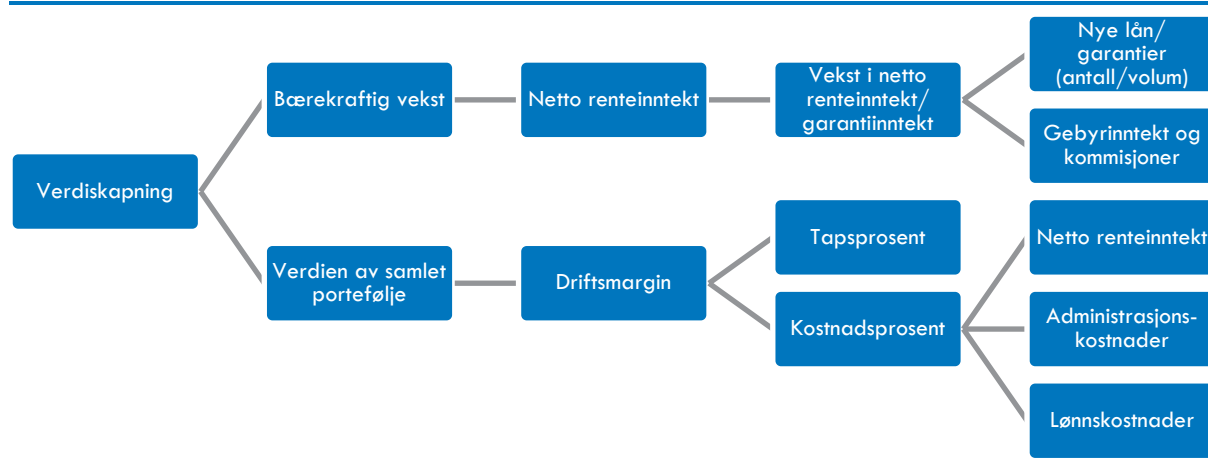 Verdiskapning
Bærekraftig vekst
Netto renteinntekt
Vekst i netto
renteinntekt/
garantiinntekt
Nye lån/
garantier
(antall/volum)
Gebyrinntekt og
kommisjoner
Verdien av samlet
portefølje
Driftsmargin
Tapsprosent
Kostnadsprosent
Netto renteinntekt
Administrasjons-
kostnader
Lønnskostnader